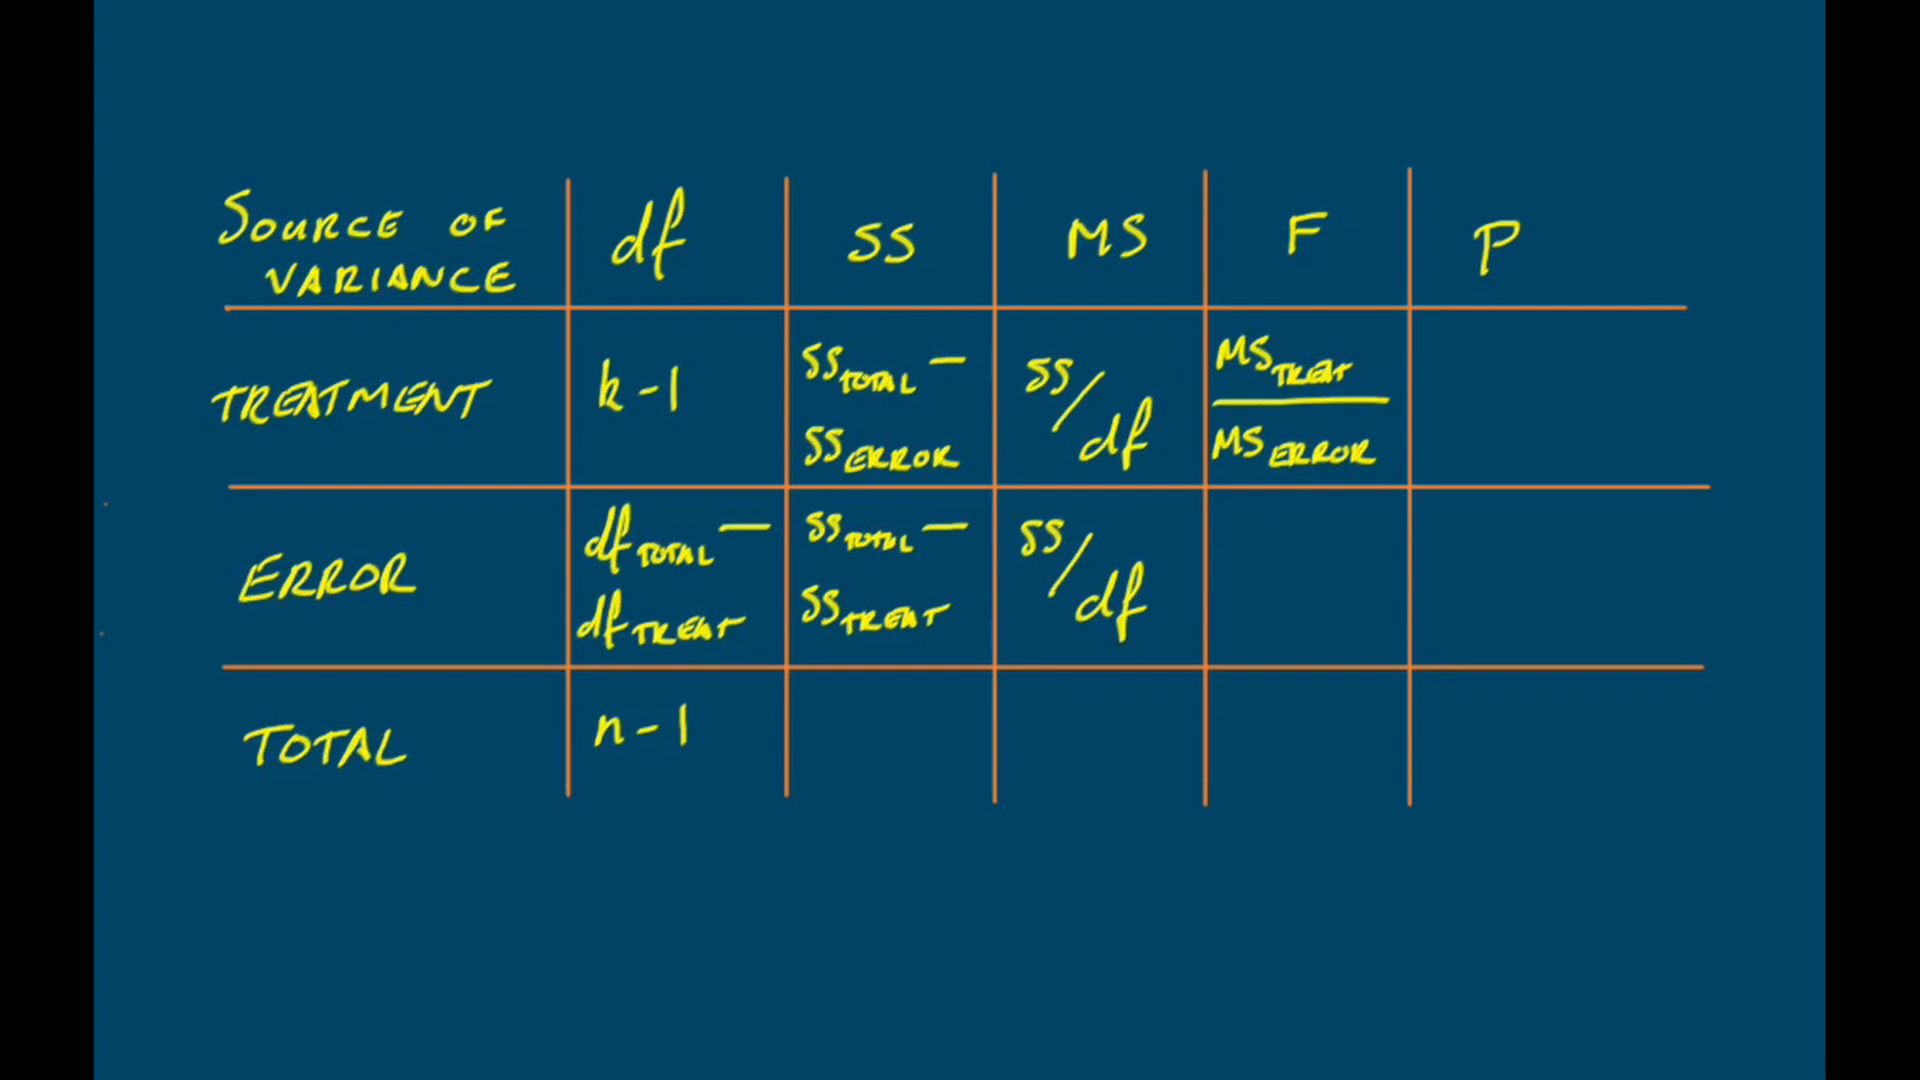 SOURCE OF
VARIANCE
df
SS
MS
F
P
TREATMENT
k-1
SSTOTAL —
SSERROR
SS/df
MSTREAT
MSERROR
ERROR
dfTOTAL —
dfTREAT
SSTOTAL —
SSTREAT
SS/df
TOTAL
n-1